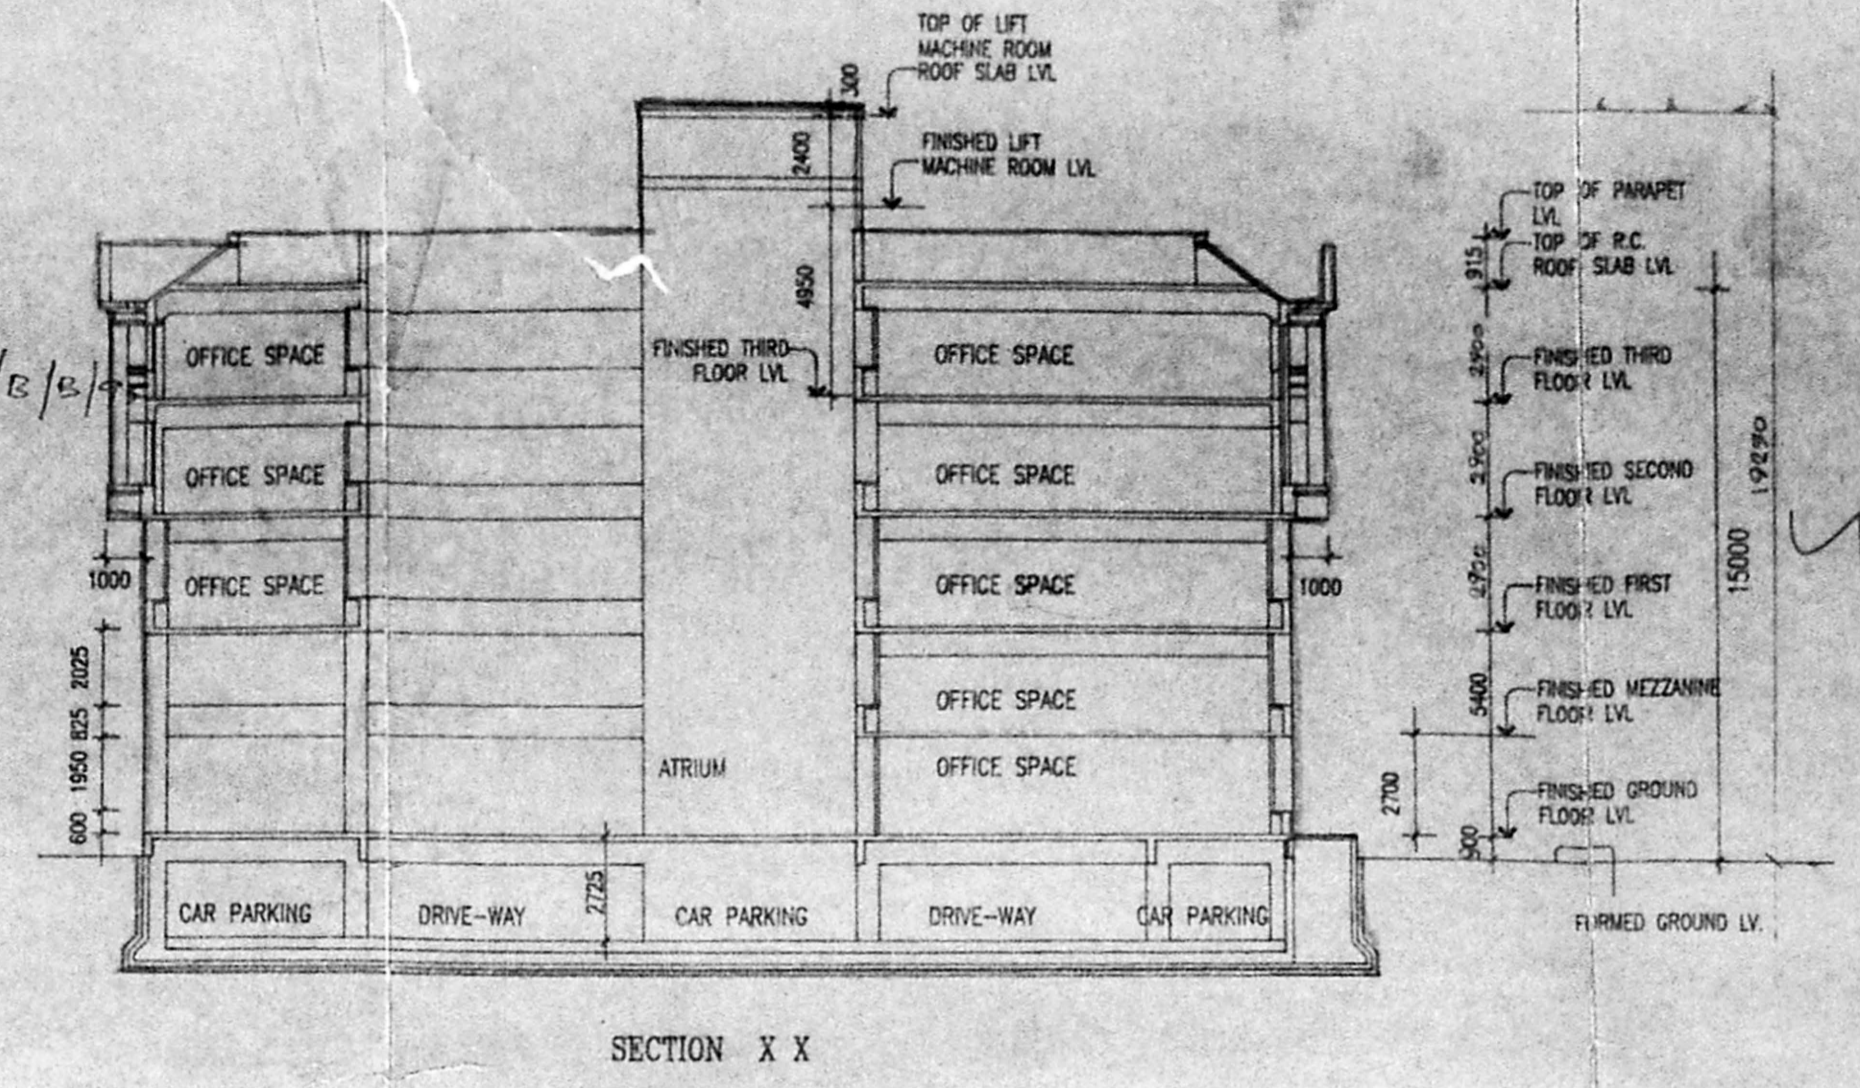 TOP OF LIFT
MACHINE ROOM
ROOF SLAB LVL
300
FINISHED LIFT
MACHINE ROOM LVL
2400
TOP OF PARAPET
LVL
TOP OF R.C.
ROOF SLAB LVL
915
4950
OFFICE SPACE
FINISHED THIRD
FLOOR LVL
OFFICE SPACE
2900
FINISHED THIRD
FLOOR LVL
B/B/
OFFICE SPACE
OFFICE SPACE
2900
FINISHED SECOND
FLOOR LVL
1000
OFFICE SPACE
OFFICE SPACE
1000
2900
FINISHED FIRST
FLOOR LVL
15000
2025
OFFICE SPACE
5400
FINISHED MEZZANINE
FLOOR LVL
825
1950
ATRIUM
OFFICE SPACE
2700
FINISHED GROUND
FLOOR LVL
600
900
CAR PARKING
DRIVE-WAY
2725
CAR PARKING
DRIVE-WAY
CAR PARKING
FORMED GROUND LV.
SECTION X X